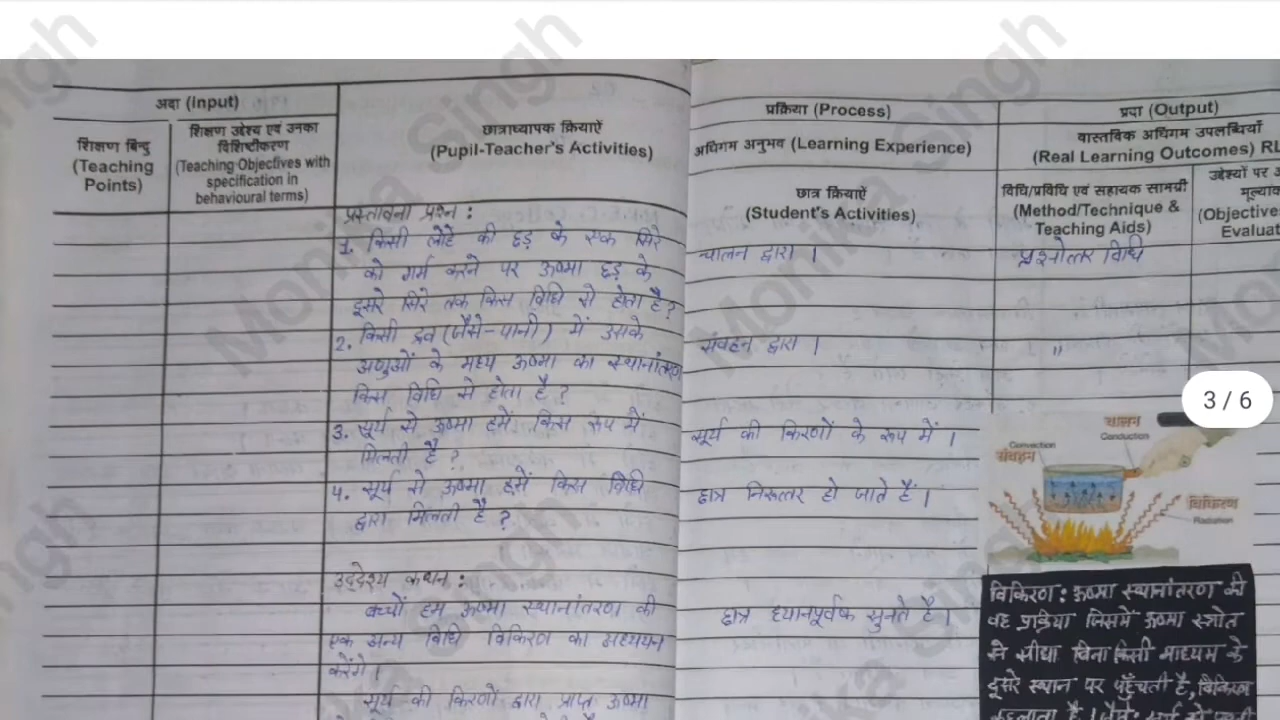 अदा (Input)
शिक्षण बिन्दु
(Teaching
Points)
शिक्षण उद्देश्य एवं उनका
विशिष्टीकरण
(Teaching Objectives with
specification in
behavioural terms)
छात्राध्यापक क्रियाऐं
(Pupil-Teacher's Activities)
प्रस्तावना प्रश्न :
1. किसी लोहे की छड़ के एक सिरे
को गर्म करने पर ऊष्मा छड़ के
दूसरे सिरे तक किस विधि से होता है?
2. किसी द्रव (जैसे-पानी) में उसके
अणुओं के मध्य ऊष्मा का स्थानांतरण
किस विधि से होता है?
3. सूर्य से ऊष्मा हमें किस रूप में
मिलती है?
4. सूर्य से ऊष्मा हमें किस विधि
द्वारा मिलती है?
उद्देश्य कथन :
बच्चों हम ऊष्मा स्थानांतरण की
एक अन्य विधि विकिरण का अध्ययन
करेंगे।
सूर्य की किरणों द्वारा प्राप्त ऊष्मा
प्रक्रिया (Process)
अधिगम अनुभव (Learning Experience)
छात्र क्रियाऐं
(Student's Activities)
चालन द्वारा ।
संवहन द्वारा ।
सूर्य की किरणों के रूप में ।
छात्र निरूत्तर हो जाते हैं।
छात्र ध्यानपूर्वक सुनते है।
प्रदा (Output)
वास्तविक अधिगम उपलब्धियाँ
(Real Learning Outcomes)
विधि/प्रविधि एवं सहायक सामग्री
(Method/Technique &
Teaching Aids)
उद्देश्यों पर
(Objective
प्रश्नोत्तर विधि
"
3 / 6
चालन
Conduction
Convection
संवहन
विकिरण
Radiation
विकिरण : ऊष्मा स्थानांतरण की
वह प्रक्रिया जिसमें ऊष्मा स्त्रोत
से सीधा बिना किसी माध्यम के
दूसरे स्थान पर पहुँचती है, विकिरण
Monika Singh